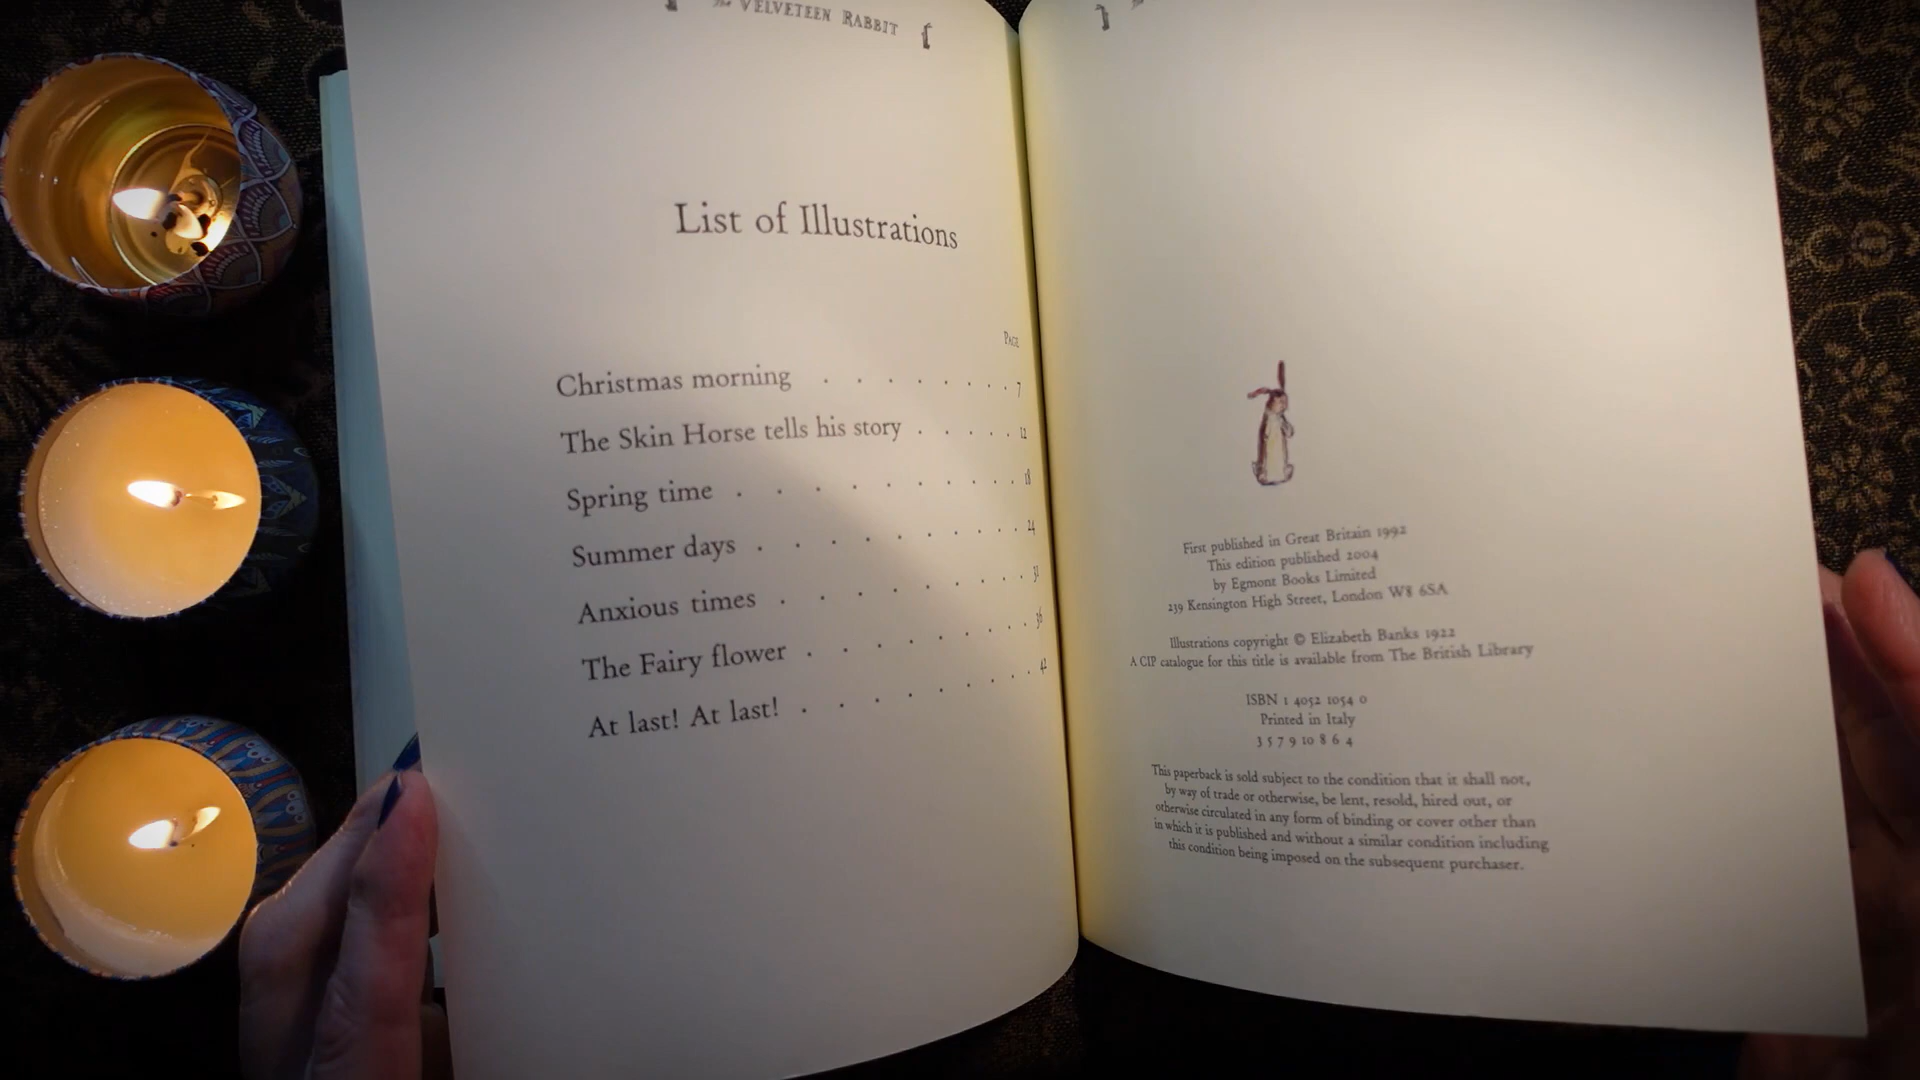 The VELVETEEN RABBIT
List of Illustrations
PAGE
Christmas morning . . . . . . . 7
The Skin Horse tells his story . . . . . 12
Spring time . . . . . . . . . 18
Summer days . . . . . . . . 24
Anxious times . . . . . . . . 31
The Fairy flower . . . . . . . 36
At last! At last! . . . . . . . . 42
First published in Great Britain 1992
This edition published 2004
by Egmont Books Limited
239 Kensington High Street, London W8 6SA
Illustrations copyright © Elizabeth Banks 1922
A CIP catalogue for this title is available from The British Library
ISBN 1 4052 1054 0
Printed in Italy
3 5 7 9 10 8 6 4
This paperback is sold subject to the condition that it shall not,
by way of trade or otherwise, be lent, resold, hired out, or
otherwise circulated in any form of binding or cover other than
in which it is published and without a similar condition including
this condition being imposed on the subsequent purchaser.